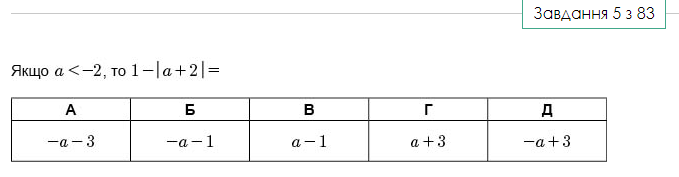 Завдання 5 з 83
Якщо a < −2, то 1 − |a + 2| =
А Б В Г Д
−a − 3 −a − 1 a − 1 a + 3 −a + 3